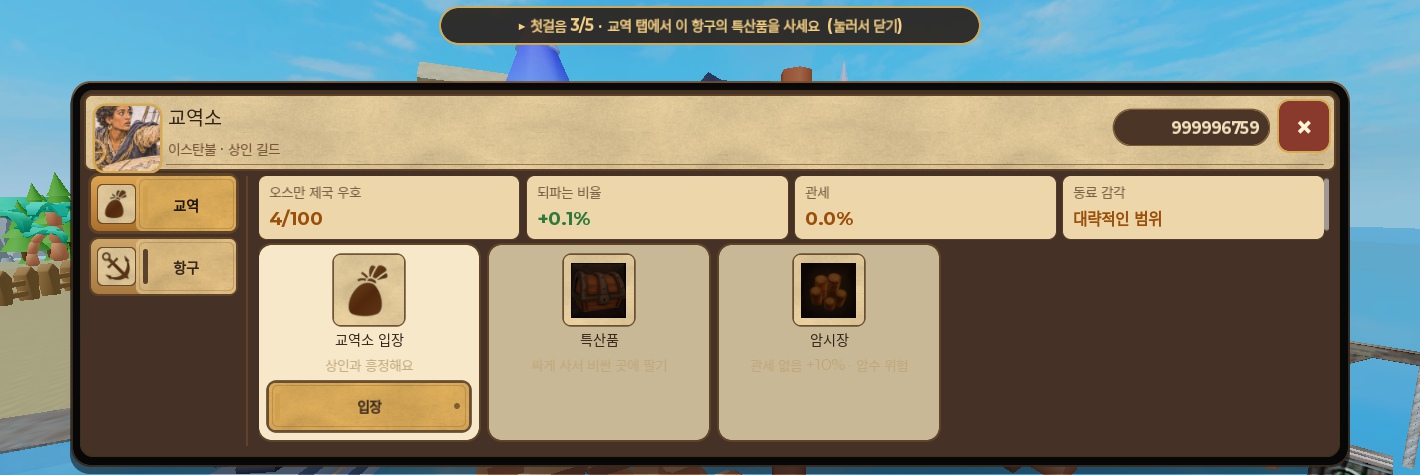 ▸ 첫걸음 3/5 · 교역 탭에서 이 항구의 특산품을 사세요 (눌러서 닫기)
교역소
이스탄불 · 상인 길드
999996759
×
교역
항구
오스만 제국 우호
4/100
되파는 비율
+0.1%
관세
0.0%
동료 감각
대략적인 범위
교역소 입장
상인과 흥정해요
입장
특산품
싸게 사서 비싼 곳에 팔기
암시장
관세 없음 +10% · 압수 위험